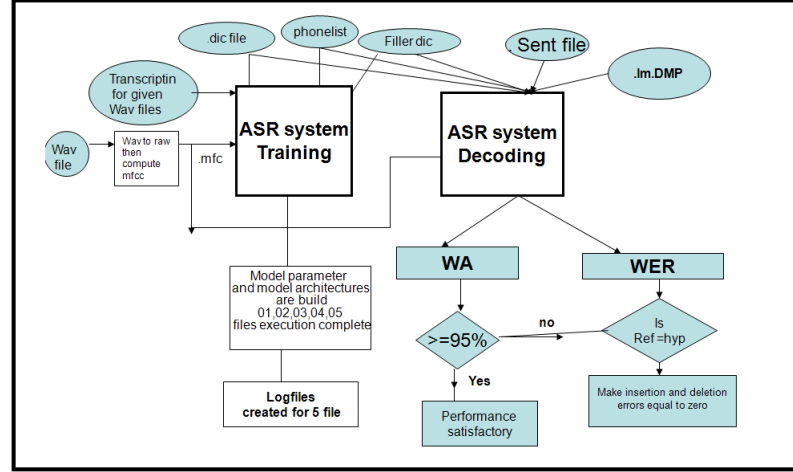 .dic file
phonelist
Filler dic
. Sent file
.lm.DMP
Transcriptin
for given
Wav files
ASR system
Training
ASR system
Decoding
Wav
file
Wav to raw
then
compute
mfcc
.mfc
WA
WER
Model parameter
and model architectures
are build
01,02,03,04,05
files execution complete
>=95%
no
Is
Ref =hyp
Yes
Logfiles
created for 5 file
Performance
satisfactory
Make insertion and deletion
errors equal to zero